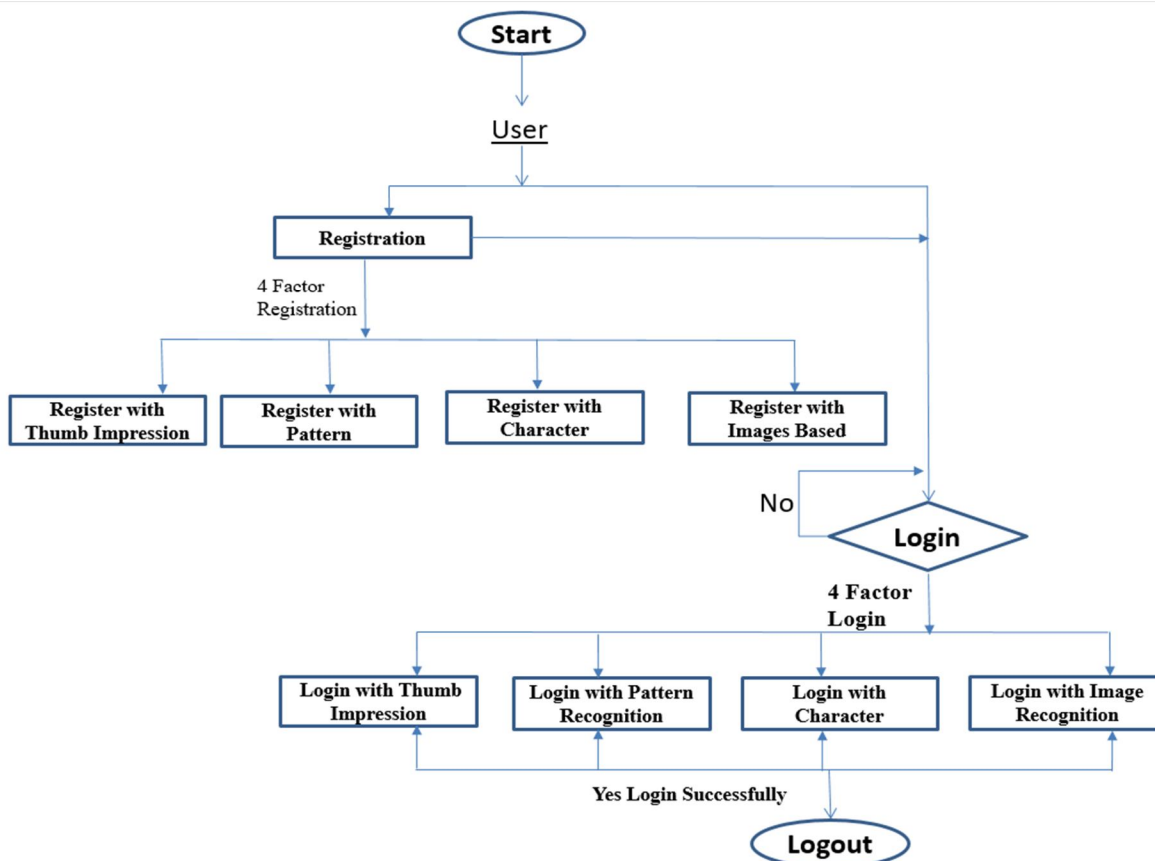 Start
User
Registration
4 Factor
Registration
Register with
Thumb Impression
Register with
Pattern
Register with
Character
Register with
Images Based
No
Login
4 Factor
Login
Login with Thumb
Impression
Login with Pattern
Recognition
Login with
Character
Login with Image
Recognition
Yes Login Successfully
Logout